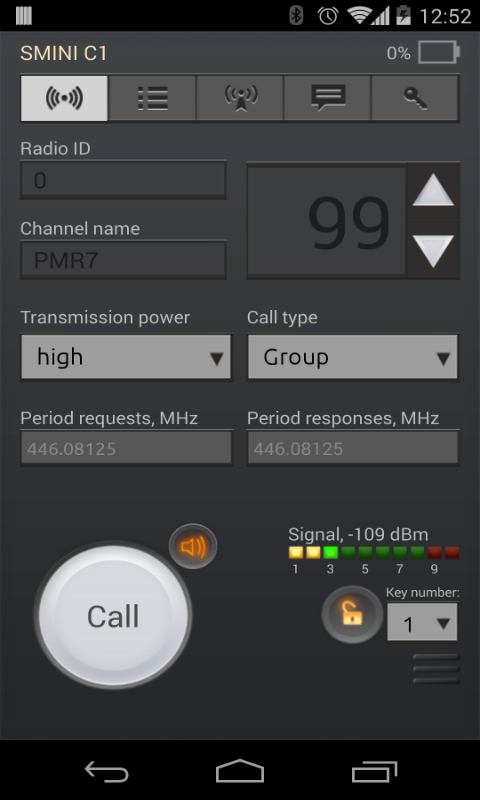 12:52
SMINI C1
0%
Radio ID
0
99
Channel name
PMR7
Transmission power
Call type
high
Group
Period requests, MHz
Period responses, MHz
446.08125
446.08125
Signal, -109 dBm
1 3 5 7 9
Call
Key number:
1